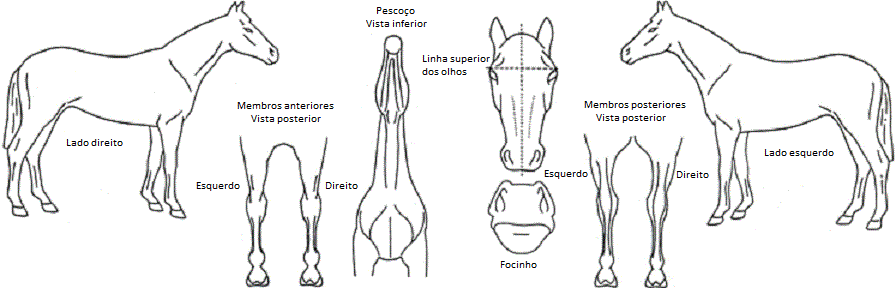 Pescoço
Vista inferior
Linha superior
dos olhos
Membros anteriores
Vista posterior
Membros posteriores
Vista posterior
Lado direito
Lado esquerdo
Esquerdo
Direito
Esquerdo
Direito
Focinho